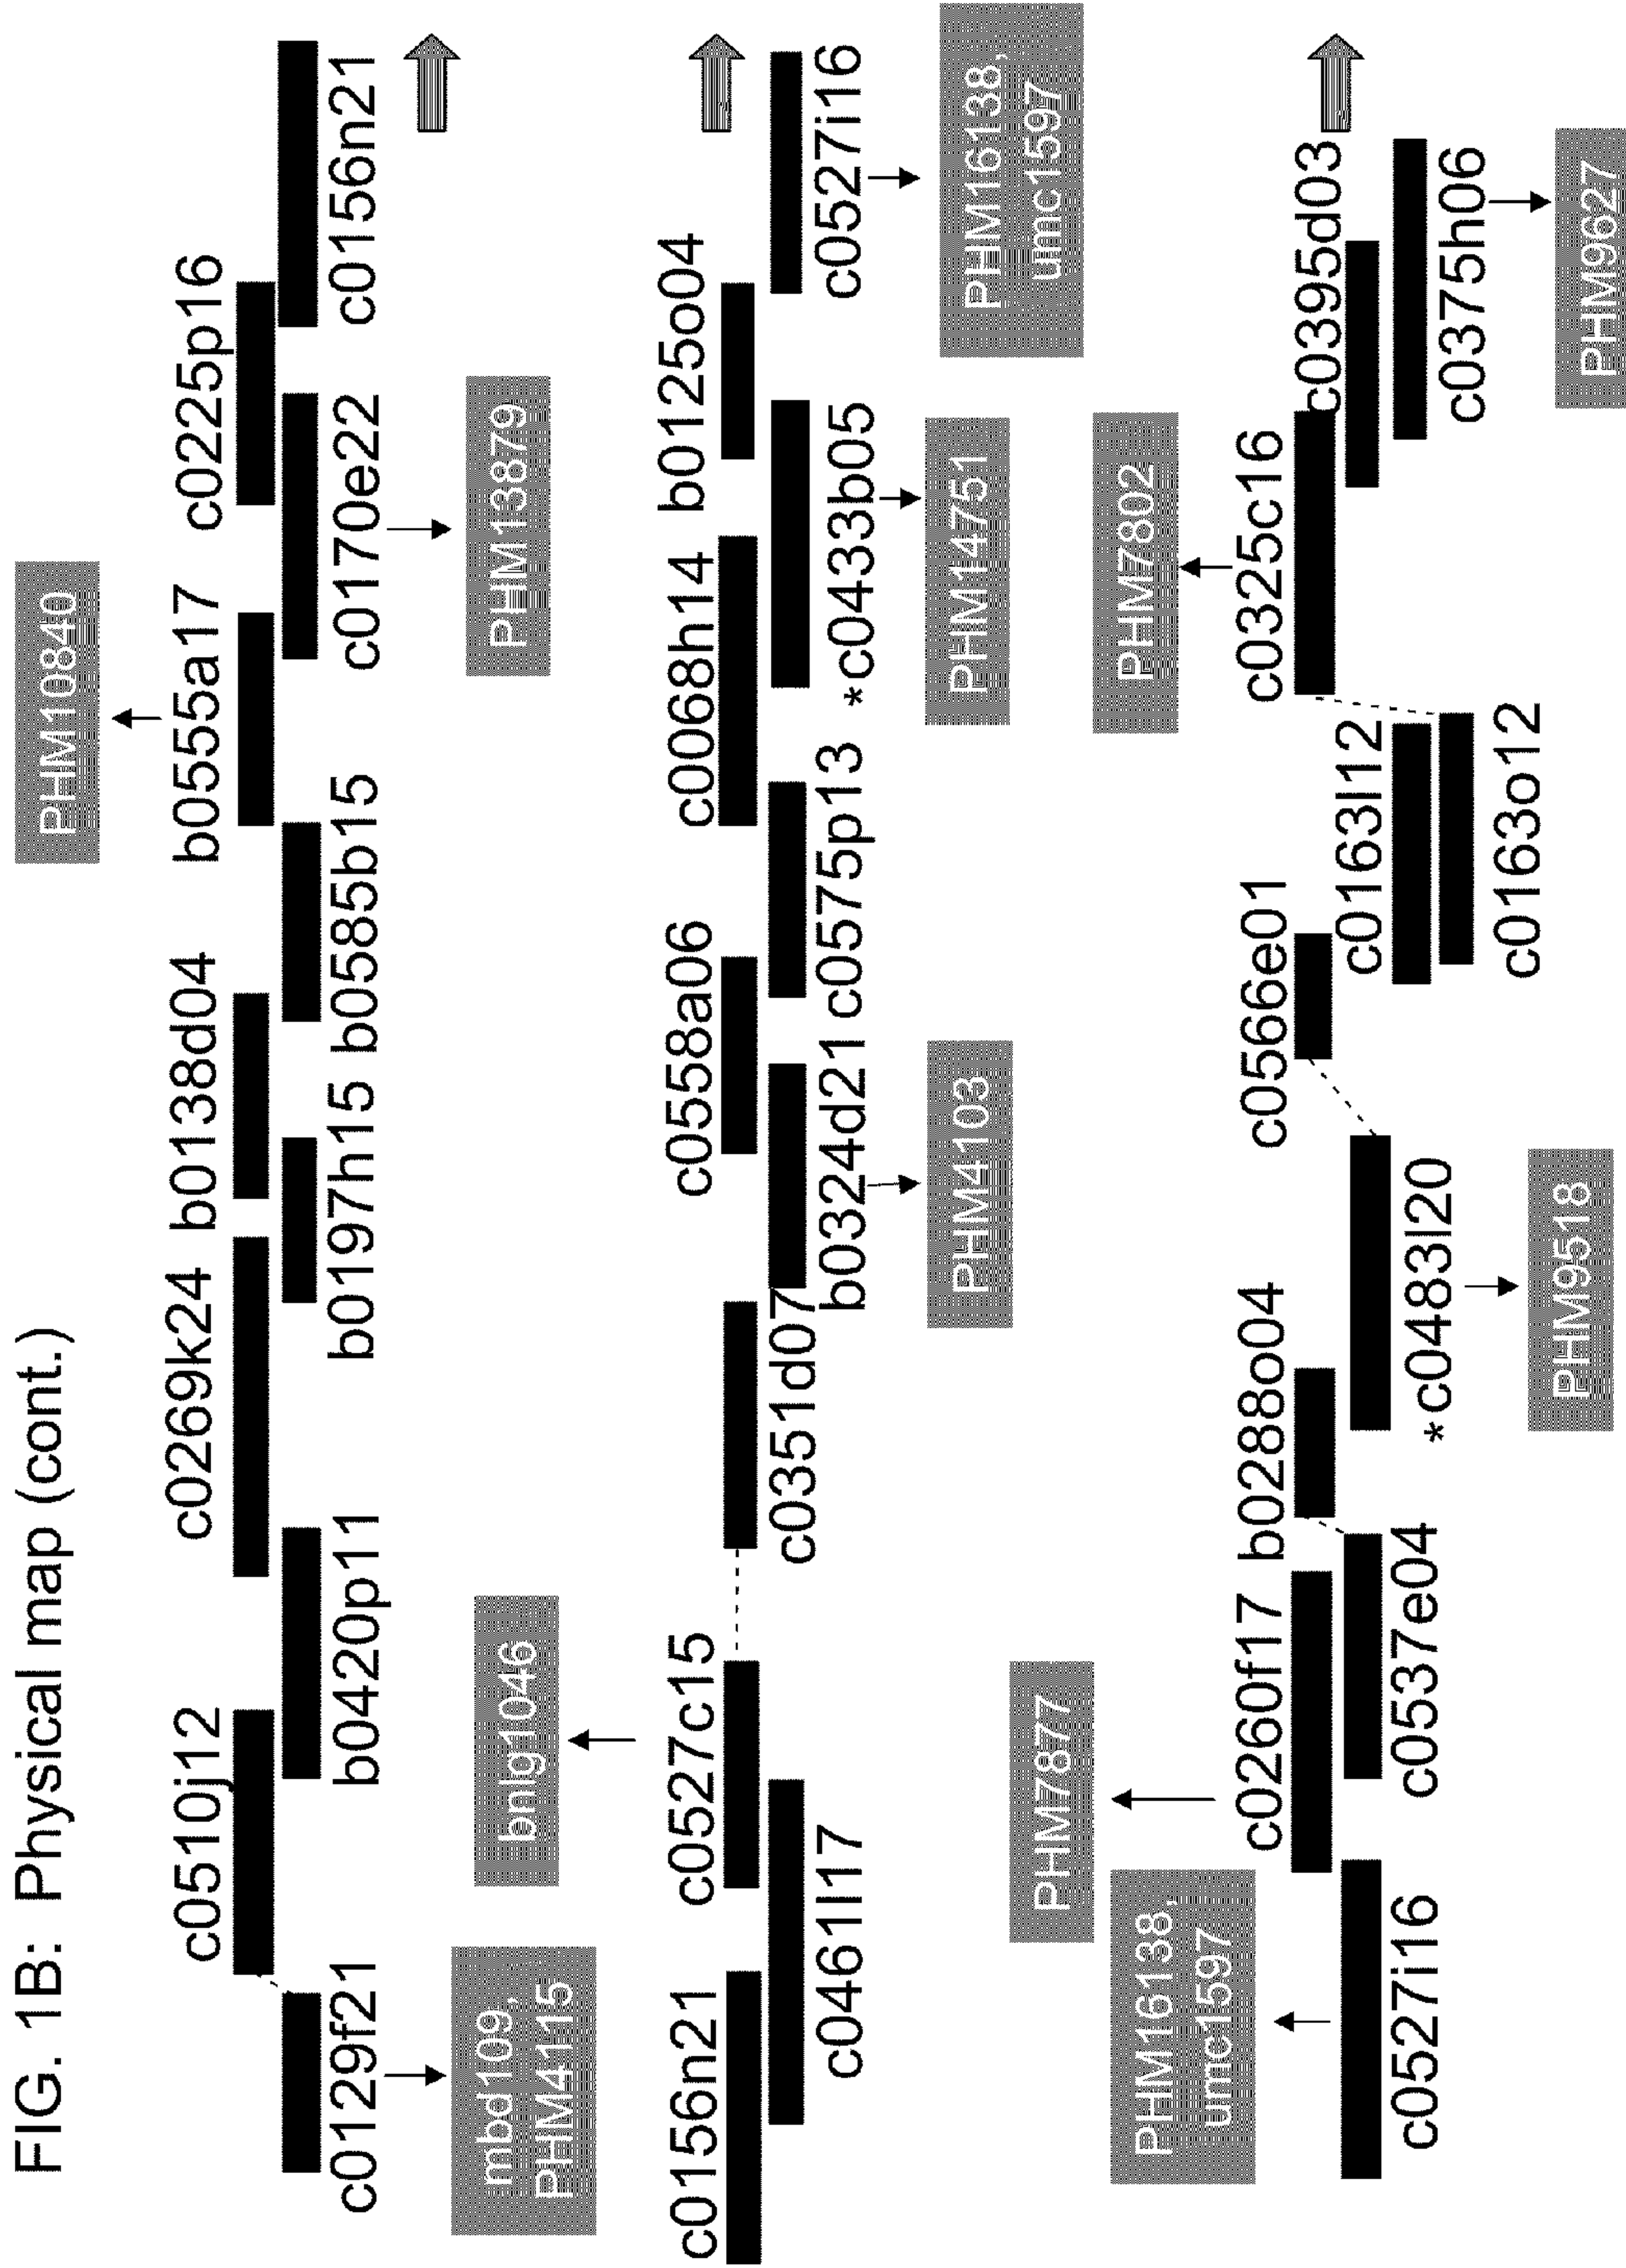 FIG. 1B: Physical map (cont.)
PHM10840
c0510j12
c0269k24
b0138d04
b0555a17
c0225p16
c0129f21
b0420p11
b0197h15
b0585b15
c0170e22
c0156n21
mbd109,
PHM4115
PHM13879
bnlg1046
c0156n21
c0527c15
c0558a06
c0068h14
b0125o04
c0461l17
c0351d07
b0324d21
c0575p13
*c0433b05
c0527i16
PHM4103
PHM14751
PHM16138,
umc1597
PHM7877
PHM7802
PHM16138,
umc1597
c0260f17
b0288o04
c0566e01
c0325c16
c0395d03
c0163l12
c0527i16
c0537e04
*c0483l20
c0163o12
c0375h06
PHM9518
PHM9627